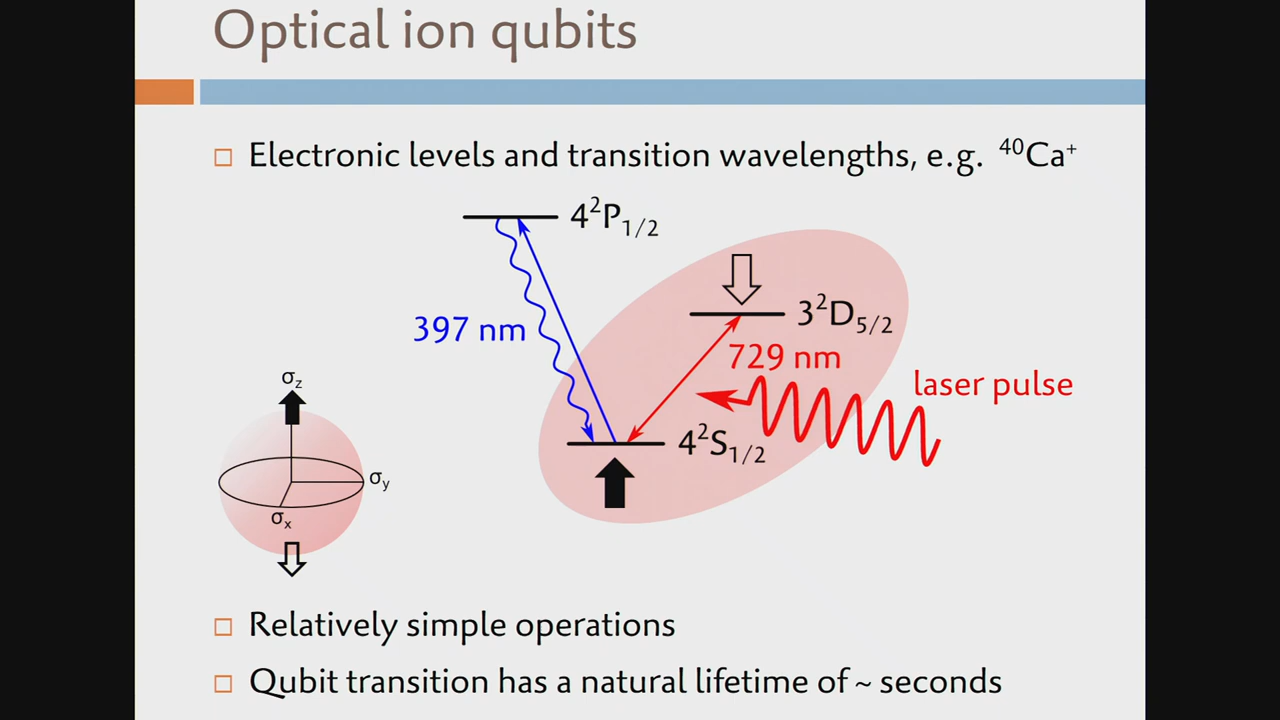 Optical ion qubits
Electronic levels and transition wavelengths, e.g. ⁴⁰Ca⁺
4²P₁/₂
3²D₅/₂
397 nm
729 nm
laser pulse
4²S₁/₂
σz
σy
σx
Relatively simple operations
Qubit transition has a natural lifetime of ~ seconds